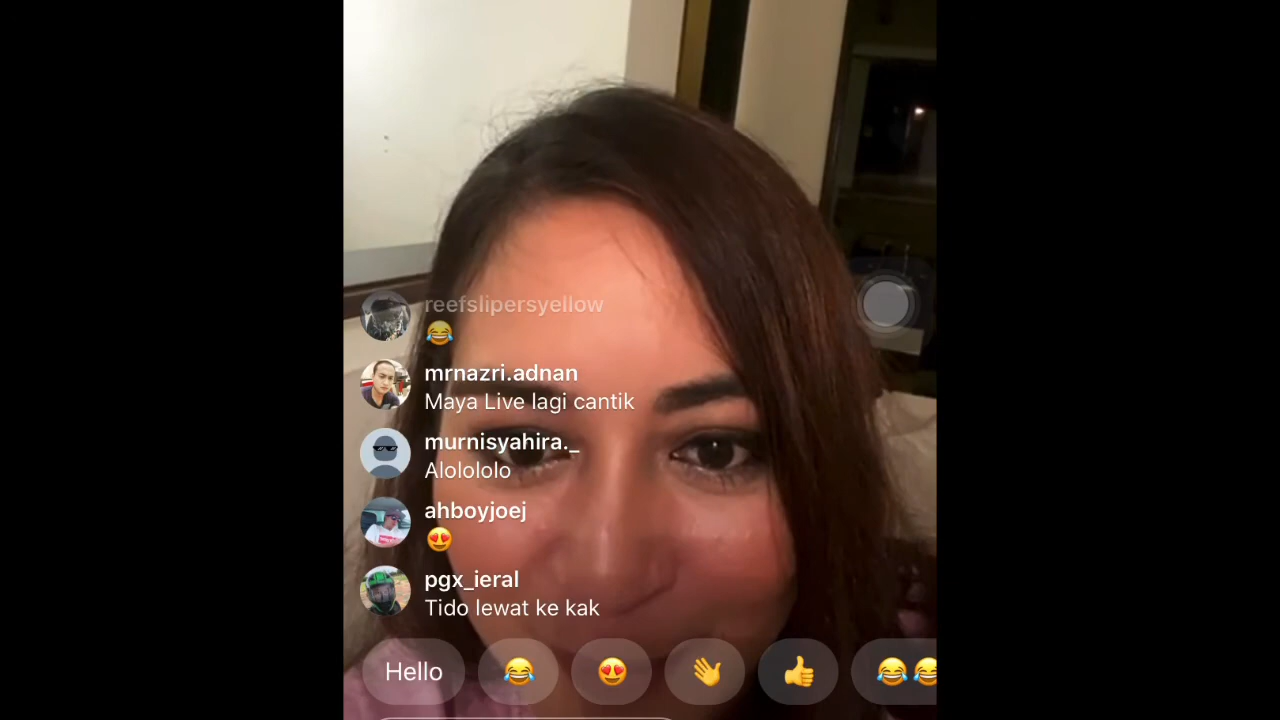 reefslipersyellow
😂
mrnazri.adnan
Maya Live lagi cantik
murnisyahira._
Alolololo
ahboyjoej
😍
pgx_ieral
Tido lewat ke kak
Hello 😂 😍 👋 👍 😂😂